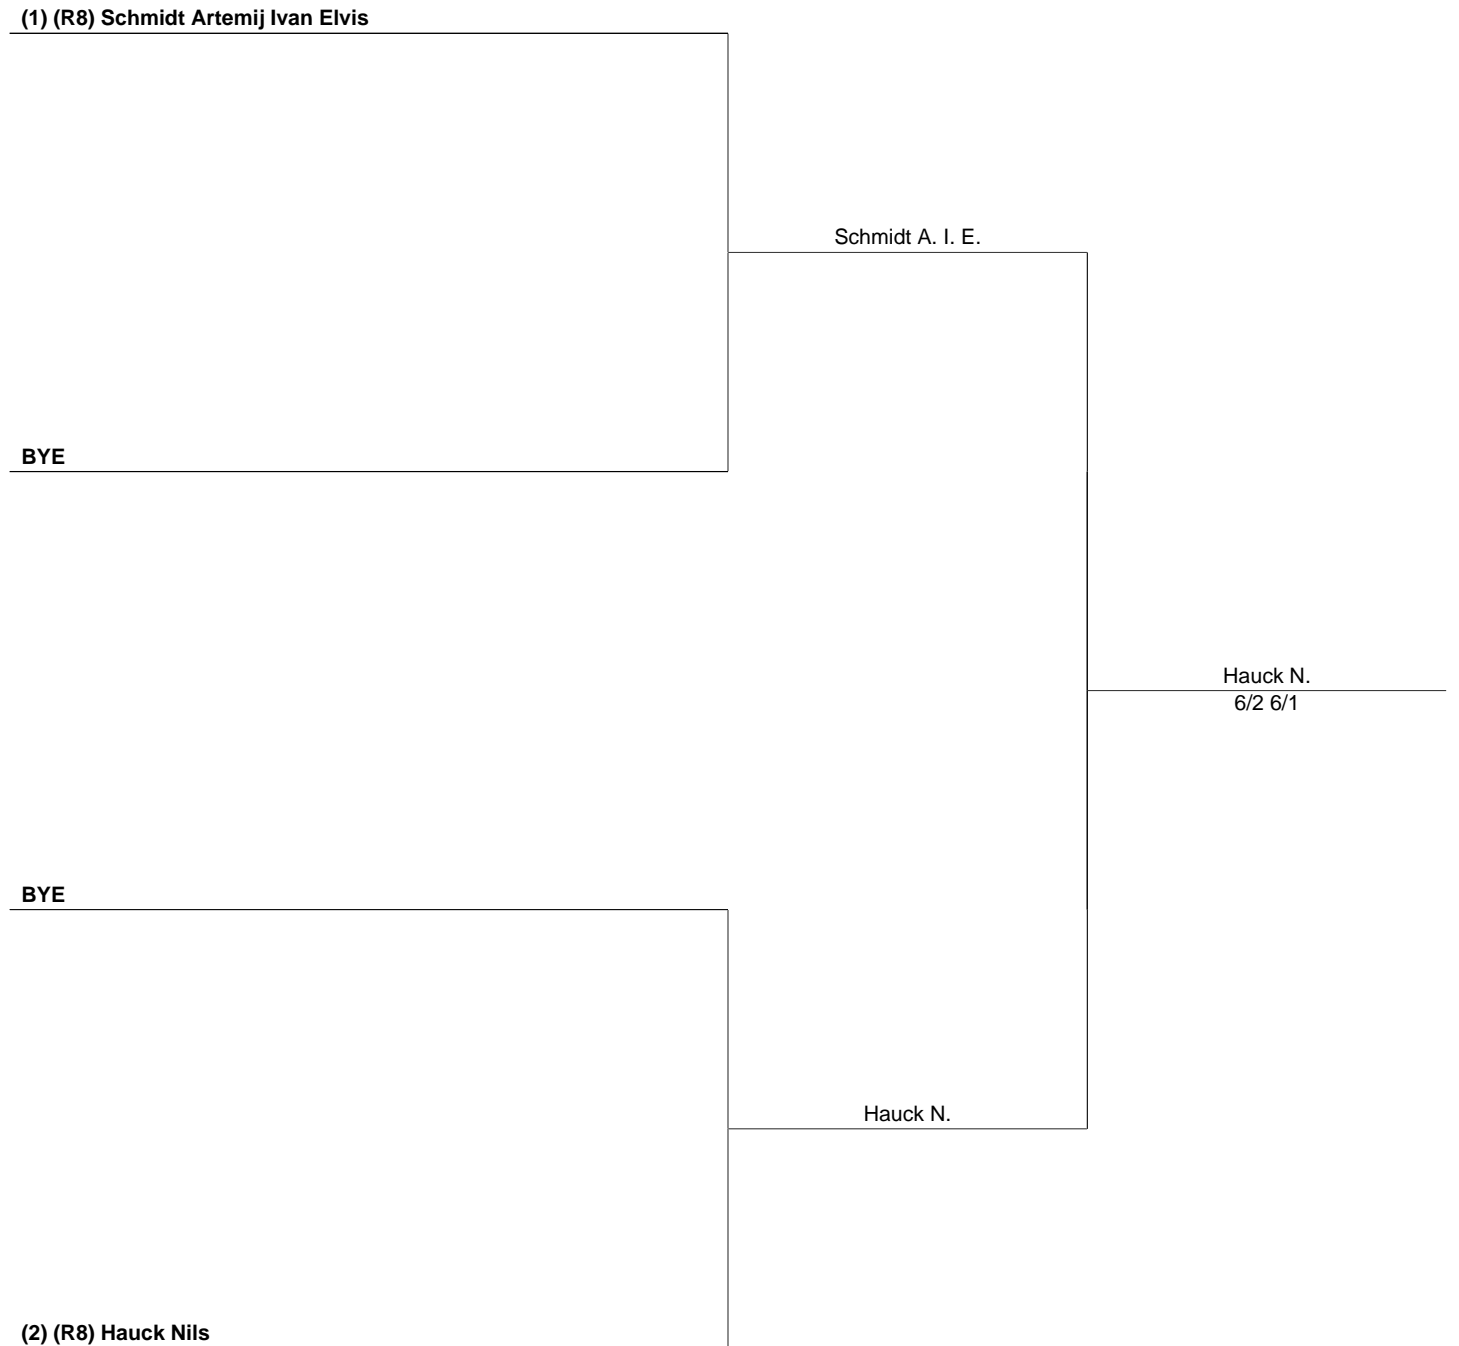 (1) (R8) Schmidt Artemij Ivan Elvis
Schmidt A. I. E.
BYE
Hauck N.
6/2 6/1
BYE
Hauck N.
(2) (R8) Hauck Nils